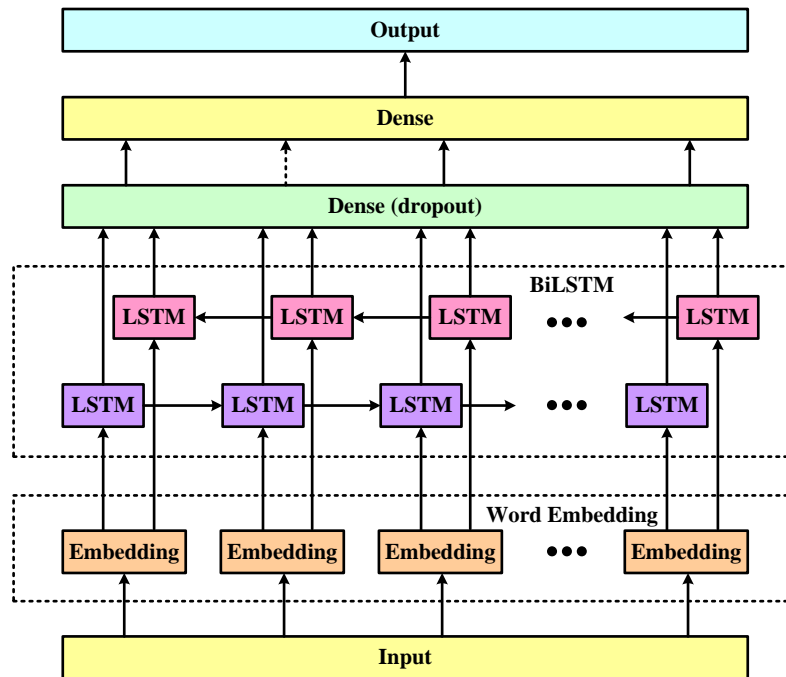 Output
Dense
Dense (dropout)
BiLSTM
LSTM LSTM LSTM LSTM
LSTM LSTM LSTM LSTM
Word Embedding
Embedding Embedding Embedding Embedding
Input